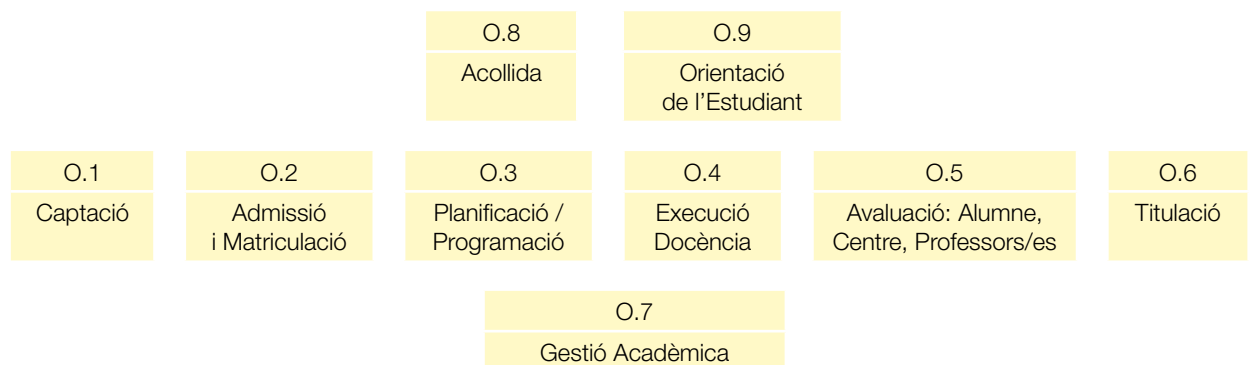 O.8
Acollida
O.9
Orientació
de l’Estudiant
O.1
Captació
O.2
Admissió
i Matriculació
O.3
Planificació /
Programació
O.4
Execució
Docència
O.5
Avaluació: Alumne,
Centre, Professors/es
O.6
Titulació
O.7
Gestió Acadèmica